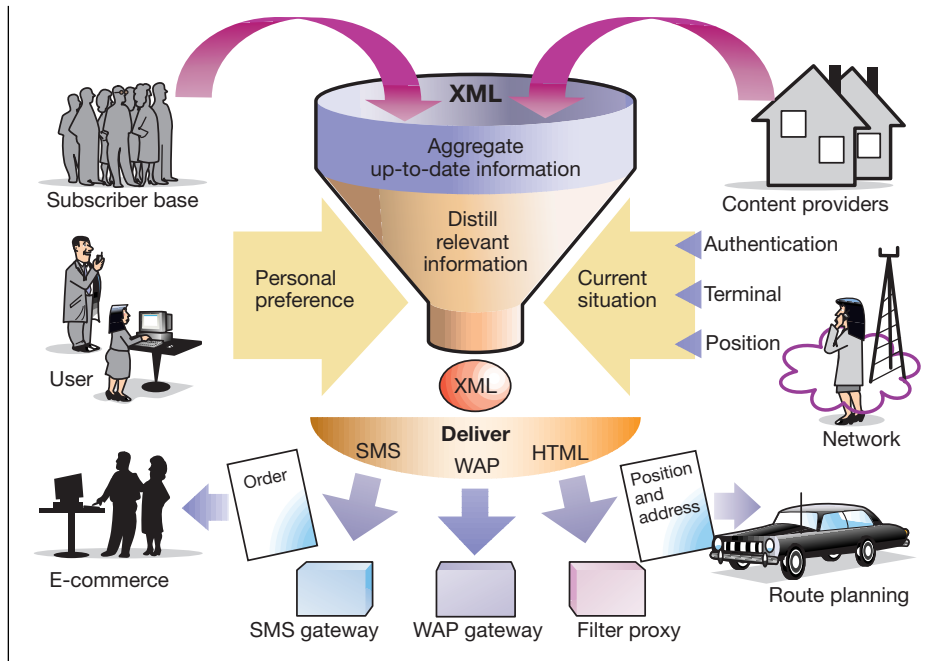 XML
Aggregate
up-to-date information
Subscriber base
Content providers
Distill
relevant
information
Personal
preference
Current
situation
Authentication
Terminal
Position
User
XML
Network
Deliver
SMS
WAP
HTML
Order
Position
and
address
E-commerce
Route planning
SMS gateway
WAP gateway
Filter proxy